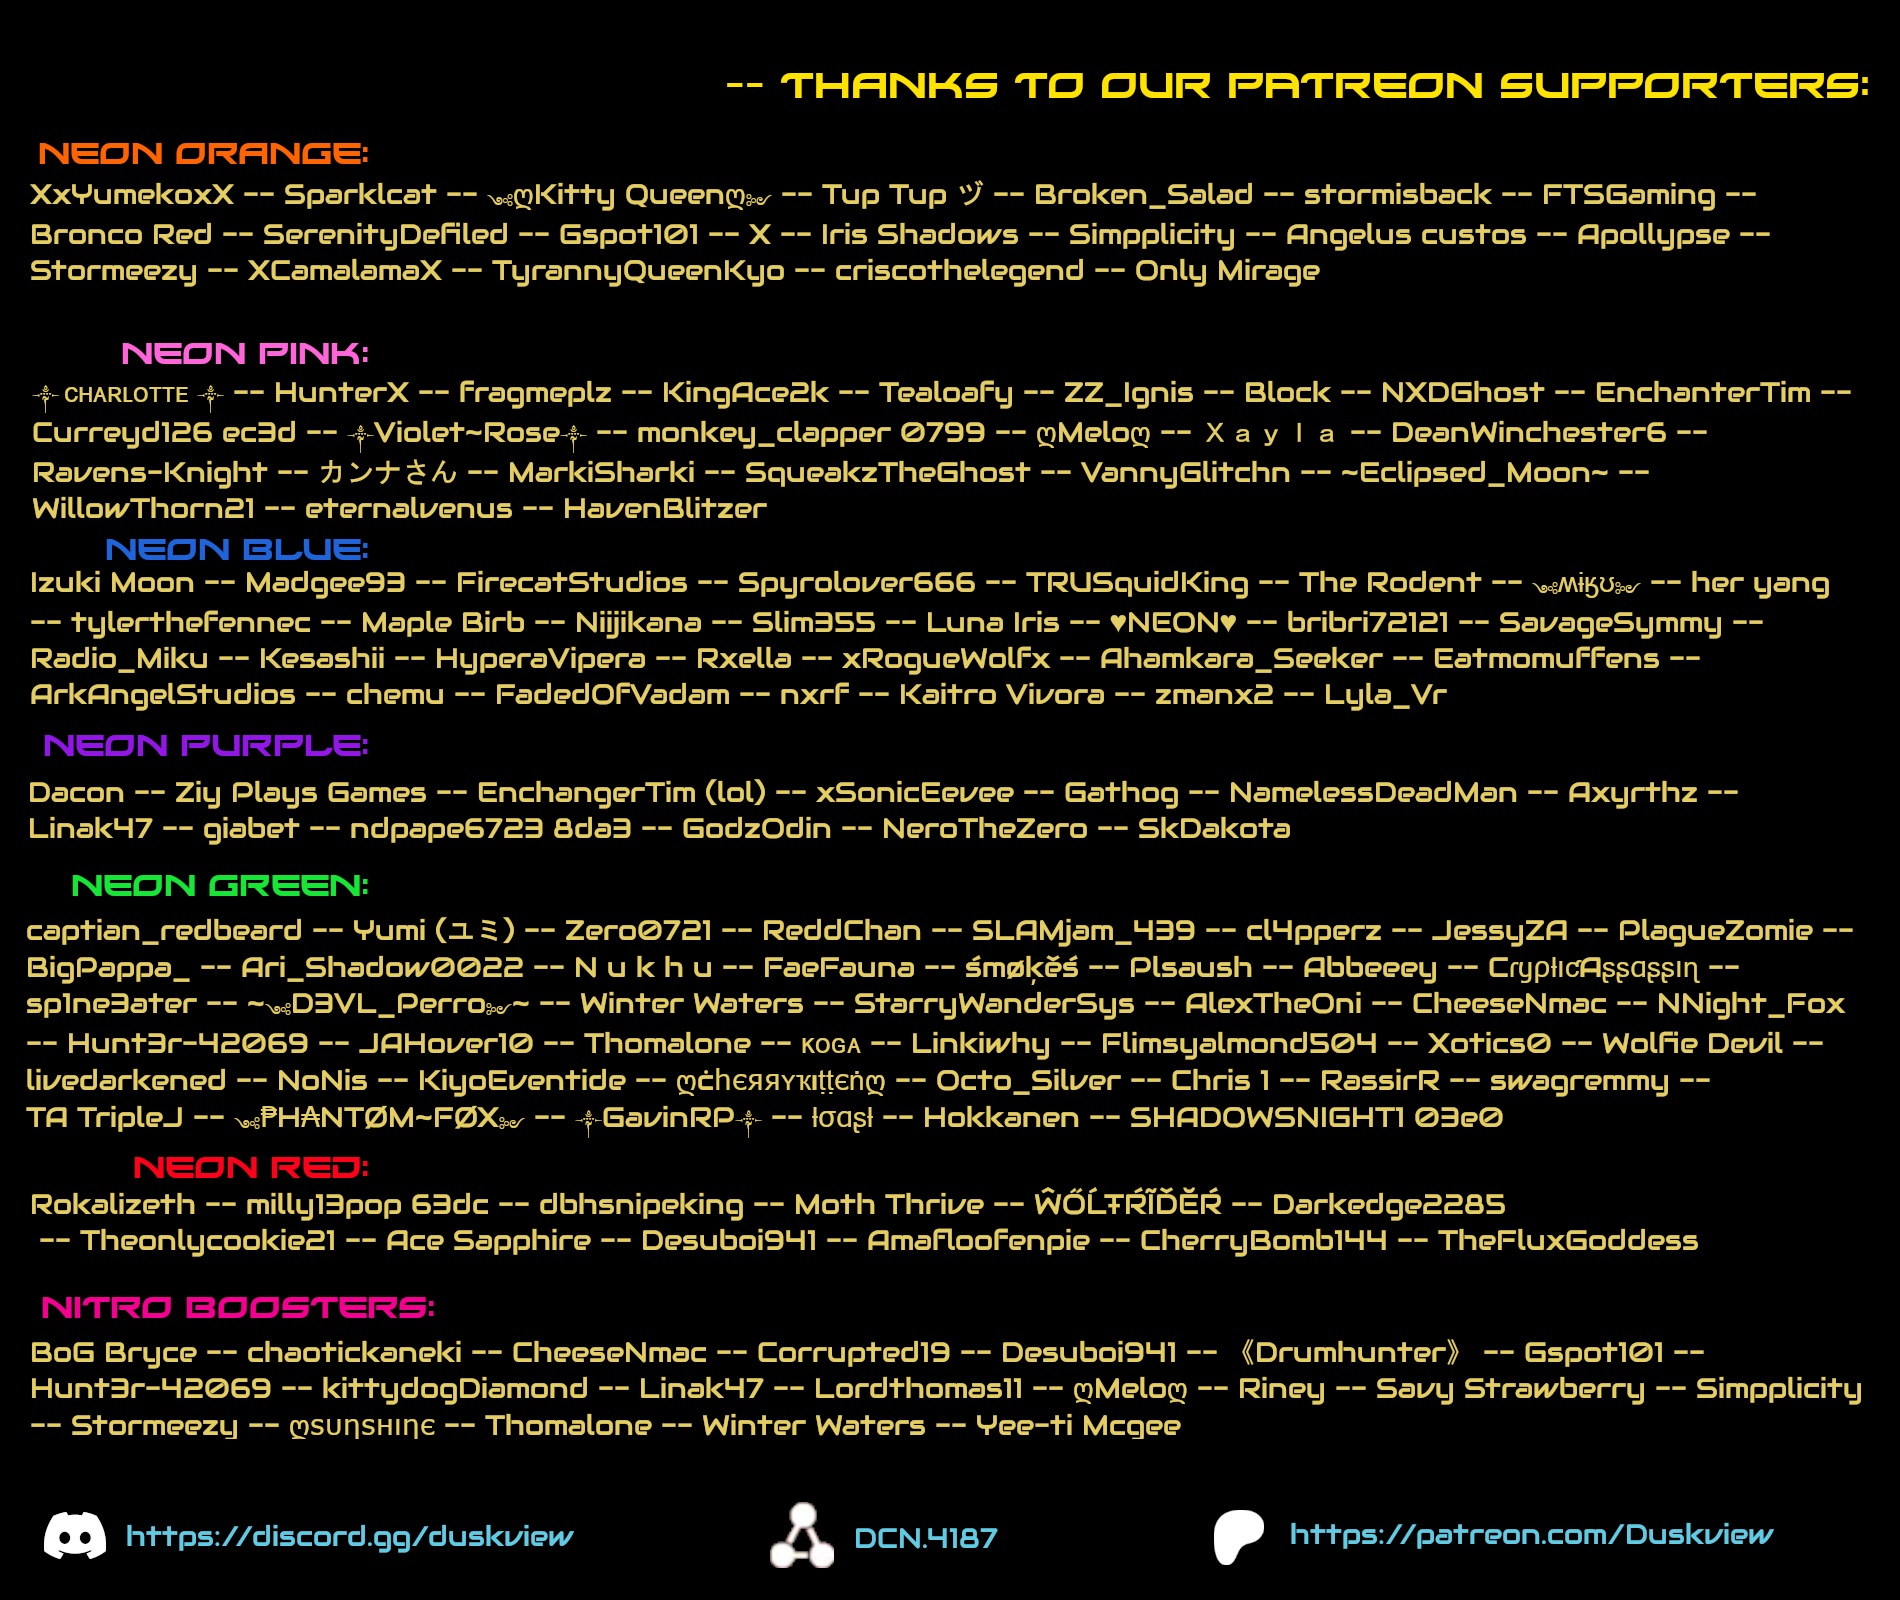 -- THANKS TO OUR PATREON SUPPORTERS:
NEON ORANGE:
XxYumekoxX -- Sparklcat -- ༺ღKitty Queenღ༻ -- Tup Tup ヅ -- Broken_Salad -- stormisback -- FTSGaming --
Bronco Red -- SerenityDefiled -- Gspot101 -- X -- Iris Shadows -- Simpplicity -- Angelus custos -- Apollypse --
Stormeezy -- XCamalamaX -- TyrannyQueenKyo -- criscothelegend -- Only Mirage
NEON PINK:
⚜ ᴄʜᴀʀʟᴏᴛᴛᴇ ⚜ -- HunterX -- fragmeplz -- KingAce2k -- Tealoafy -- ZZ_Ignis -- Block -- NXDGhost -- EnchanterTim --
Curreyd126 ec3d -- ⚜Violet~Rose⚜ -- monkey_clapper 0799 -- ღMeloღ -- Ｘａｙｌａ -- DeanWinchester6 --
Ravens-Knight -- カンナさん -- MarkiSharki -- SqueakzTheGhost -- VannyGlitchn -- ~Eclipsed_Moon~ --
WillowThorn21 -- eternalvenus -- HavenBlitzer
NEON BLUE:
Izuki Moon -- Madgee93 -- FirecatStudios -- Spyrolover666 -- TRUSquidKing -- The Rodent -- ༺ʍɨӄʊ༻ -- her yang
-- tylerthefennec -- Maple Birb -- Niijikana -- Slim355 -- Luna Iris -- ♥NEON♥ -- bribri72121 -- SavageSymmy --
Radio_Miku -- Kesashii -- HyperaVipera -- Rxella -- xRogueWolfx -- Ahamkara_Seeker -- Eatmomuffens --
ArkAngelStudios -- chemu -- FadedOfVadam -- nxrf -- Kaitro Vivora -- zmanx2 -- Lyla_Vr
NEON PURPLE:
Dacon -- Ziy Plays Games -- EnchangerTim (lol) -- xSonicEevee -- Gathog -- NamelessDeadMan -- Axyrthz --
Linak47 -- giabet -- ndpape6723 8da3 -- GodzOdin -- NeroTheZero -- SkDakota
NEON GREEN:
captian_redbeard -- Yumi (ユミ) -- Zero0721 -- ReddChan -- SLAMjam_439 -- cl4pperz -- JessyZA -- PlagueZomie --
BigPappa_ -- Ari_Shadow0022 -- N u k h u -- FaeFauna -- śmøķěś -- Plsaush -- Abbeeey -- CɾყρƚιƈAʂʂαʂʂιɳ --
sp1ne3ater -- ~༺D3VL_Perro༻~ -- Winter Waters -- StarryWanderSys -- AlexTheOni -- CheeseNmac -- NNight_Fox
-- Hunt3r-42069 -- JAHover10 -- Thomalone -- ᴋᴏɢᴀ -- Linkiwhy -- Flimsyalmond504 -- Xotics0 -- Wolfie Devil --
livedarkened -- NoNis -- KiyoEventide -- ღċhєяяʏҡıţţєṅღ -- Octo_Silver -- Chris 1 -- RassirR -- swagremmy --
TA TripleJ -- ༺₱H₳NTØM~FØX༻ -- ⚜GavinRP⚜ -- ƚσαʂƚ -- Hokkanen -- SHADOWSNIGHT1 03e0
NEON RED:
Rokalizeth -- milly13pop 63dc -- dbhsnipeking -- Moth Thrive -- ŴŐĹŦŔĨĎĔŔ -- Darkedge2285
-- Theonlycookie21 -- Ace Sapphire -- Desuboi941 -- Amafloofenpie -- CherryBomb144 -- TheFluxGoddess
NITRO BOOSTERS:
BoG Bryce -- chaotickaneki -- CheeseNmac -- Corrupted19 -- Desuboi941 -- 《Drumhunter》 -- Gspot101 --
Hunt3r-42069 -- kittydogDiamond -- Linak47 -- Lordthomas11 -- ღMeloღ -- Riney -- Savy Strawberry -- Simpplicity
-- Stormeezy -- ღsuηsнιηє -- Thomalone -- Winter Waters -- Yee-ti Mcgee
https://discord.gg/duskview
DCN.4187
https://patreon.com/Duskview